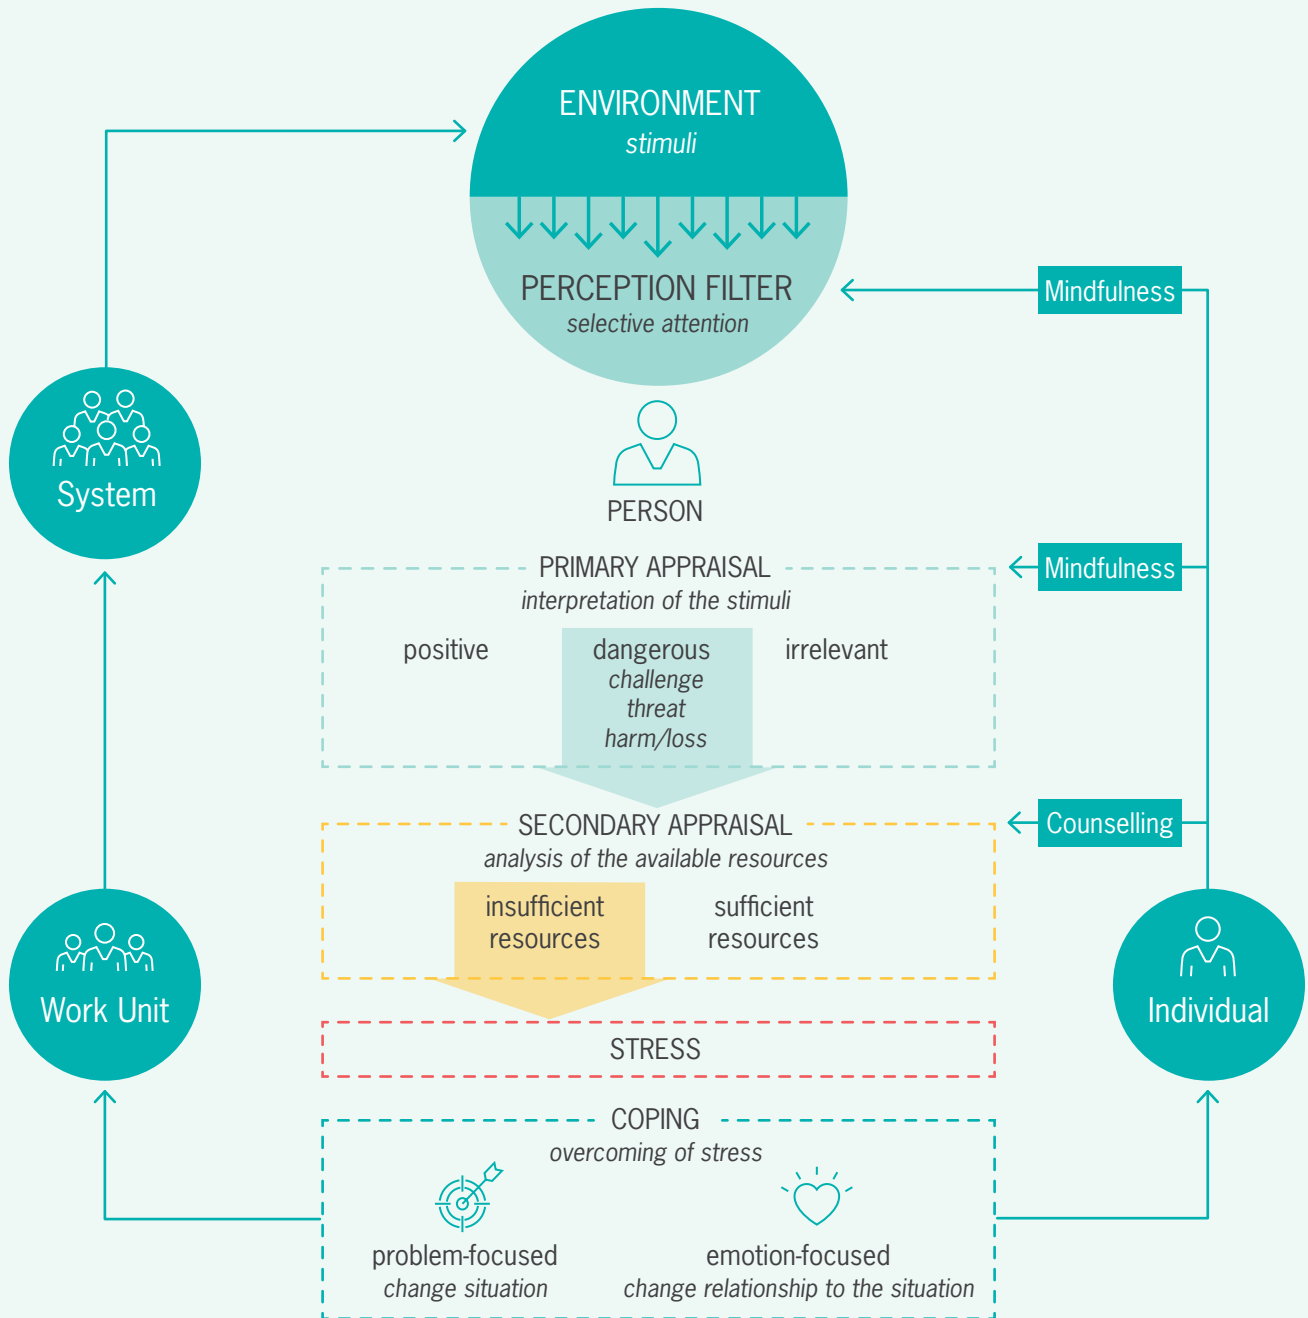 ENVIRONMENT
stimuli
PERCEPTION FILTER
selective attention
Mindfulness
System
PERSON
PRIMARY APPRAISAL
interpretation of the stimuli
Mindfulness
positive
dangerous
challenge
threat
harm/loss
irrelevant
SECONDARY APPRAISAL
analysis of the available resources
Counselling
insufficient
resources
sufficient
resources
Work Unit
Individual
STRESS
COPING
overcoming of stress
problem-focused
change situation
emotion-focused
change relationship to the situation